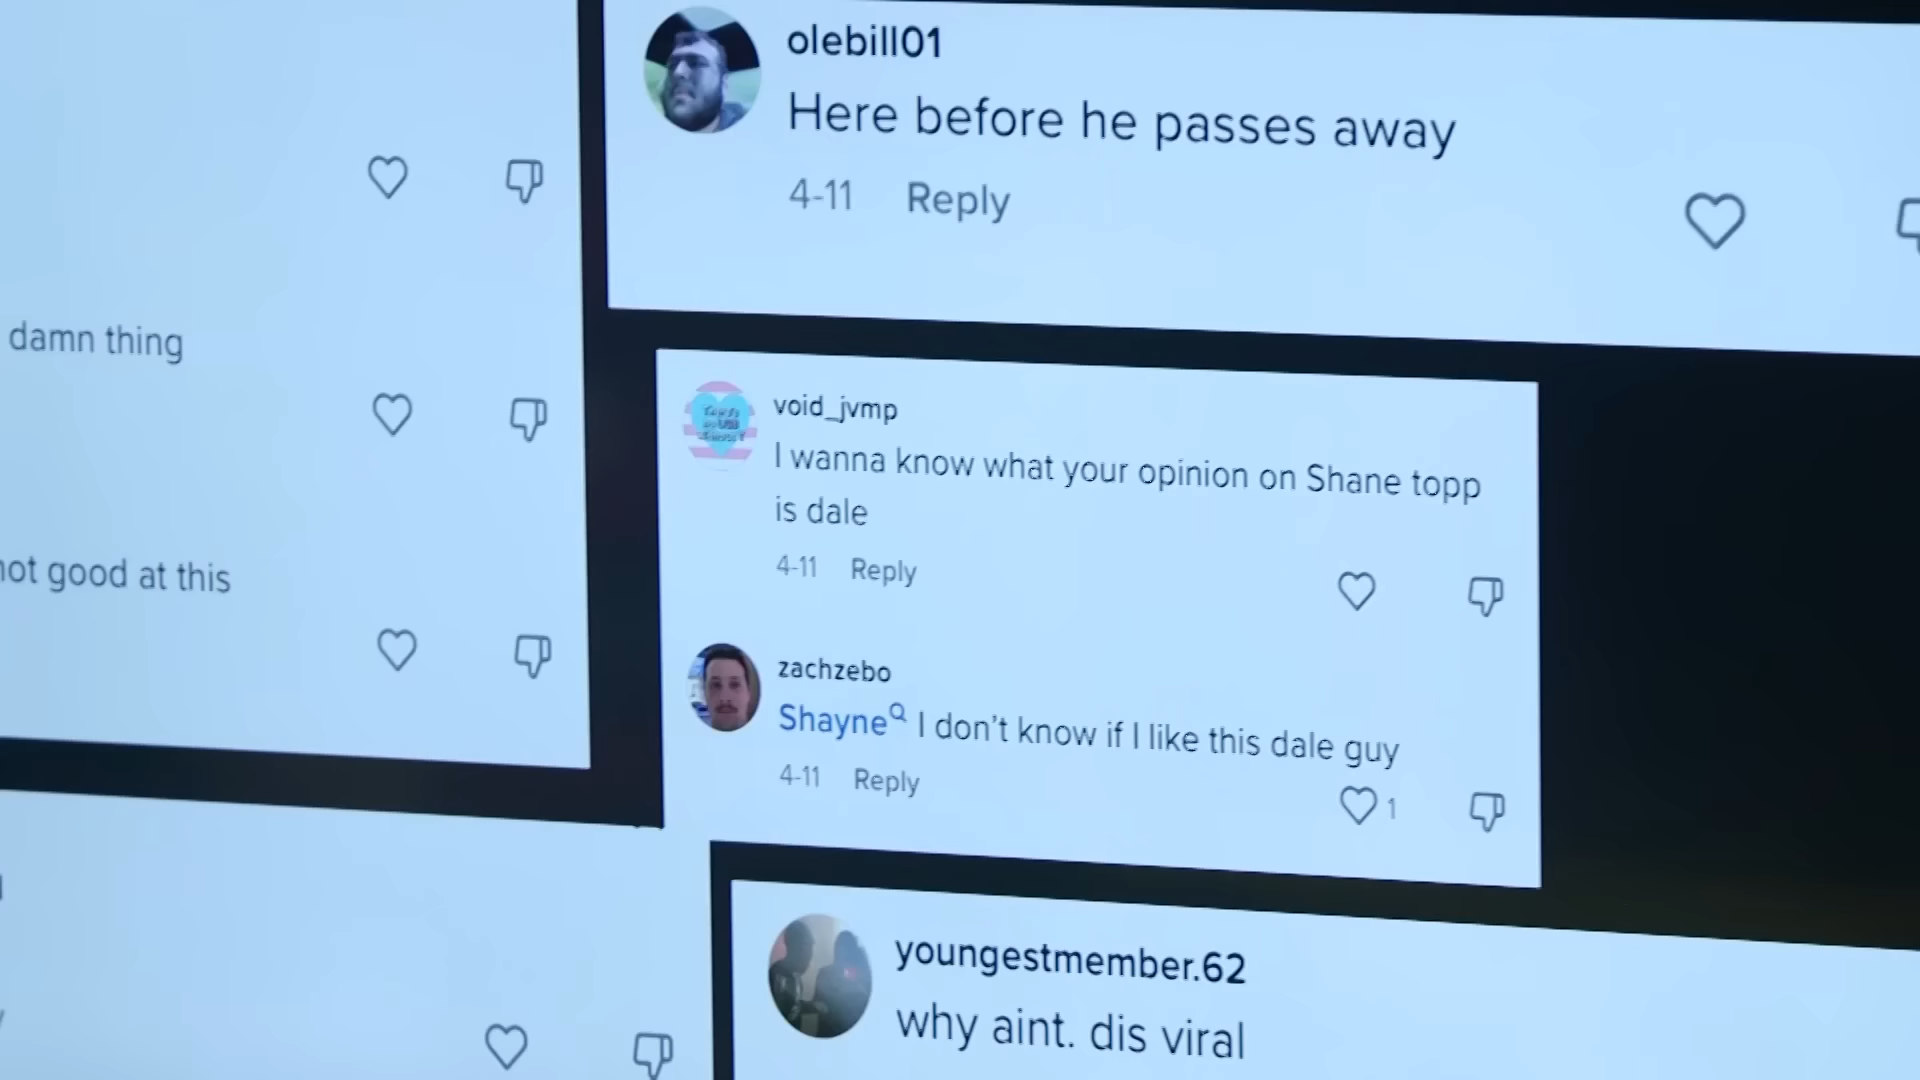 damn thing
not good at this
olebill01
Here before he passes away
4-11 Reply
void_jvmp
I wanna know what your opinion on Shane topp
is dale
4-11 Reply
zachzebo
Shayne I don't know if I like this dale guy
4-11 Reply
1
youngestmember.62
why aint. dis viral